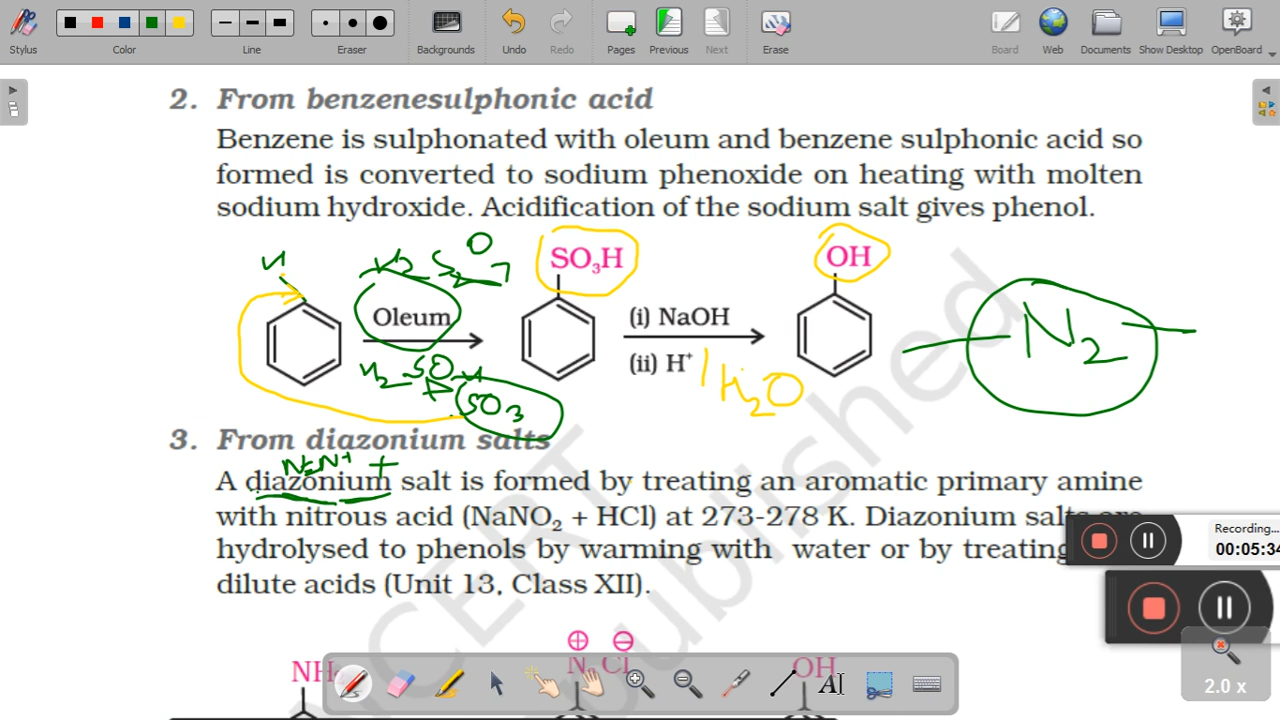 Stylus Color Line Eraser Backgrounds Undo Redo Pages Previous Next Erase Board Web Documents Show Desktop OpenBoard
2. From benzenesulphonic acid
Benzene is sulphonated with oleum and benzene sulphonic acid so
formed is converted to sodium phenoxide on heating with molten
sodium hydroxide. Acidification of the sodium salt gives phenol.
H
O
SO₃H
OH
H₂S₂O₇
Oleum
(i) NaOH
(ii) H⁺ / H₂O
N₂
H₂SO₄
SO₃
3. From diazonium salts
N≡N⁺ +
A diazonium salt is formed by treating an aromatic primary amine
with nitrous acid (NaNO₂ + HCl) at 273-278 K. Diazonium salts are
hydrolysed to phenols by warming with water or by treating
dilute acids (Unit 13, Class XII).
Recording...
00:05:34
⊕ ⊖
NH
N₂Cl
OH
2.0 x
NCERT
published